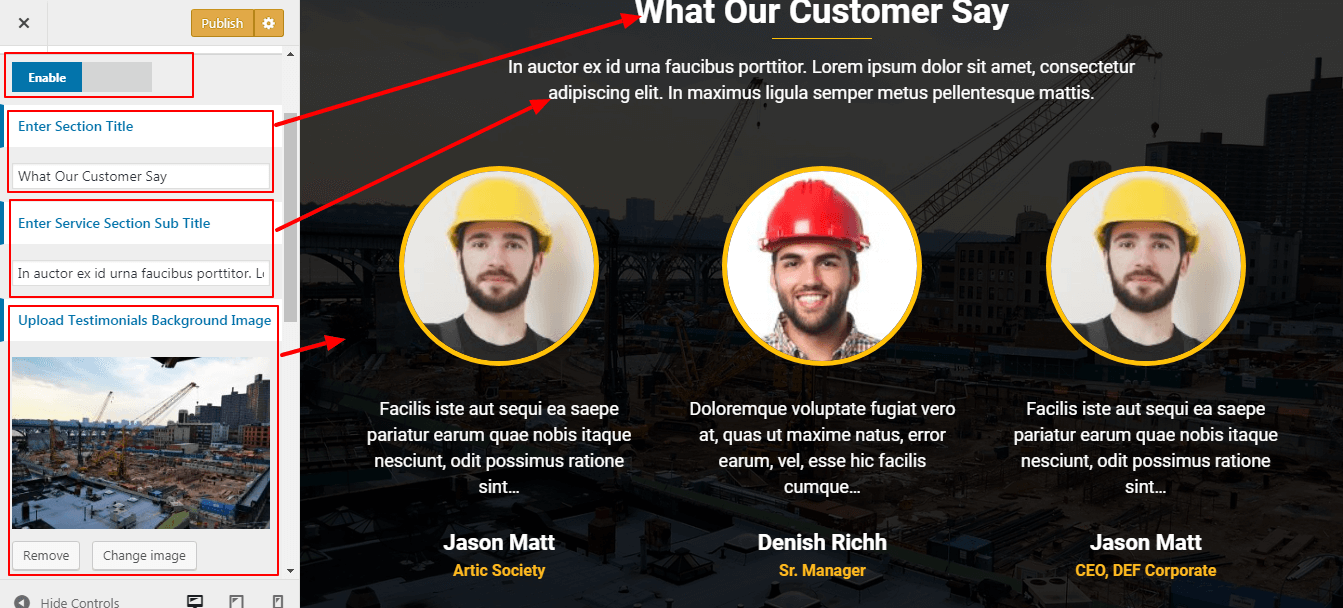 Publish
Enable
Enter Section Title
What Our Customer Say
Enter Service Section Sub Title
In auctor ex id urna faucibus porttitor. L
Upload Testimonials Background Image
Remove
Change image
Hide Controls
What Our Customer Say
In auctor ex id urna faucibus porttitor. Lorem ipsum dolor sit amet, consectetur
adipiscing elit. In maximus ligula semper metus pellentesque mattis.
Facilis iste aut sequi ea saepe
pariatur earum quae nobis itaque
nesciunt, odit possimus ratione
sint...
Jason Matt
Artic Society
Doloremque voluptate fugiat vero
at, quas ut maxime natus, error
earum, vel, esse hic facilis
cumque...
Denish Richh
Sr. Manager
Facilis iste aut sequi ea saepe
pariatur earum quae nobis itaque
nesciunt, odit possimus ratione
sint...
Jason Matt
CEO, DEF Corporate